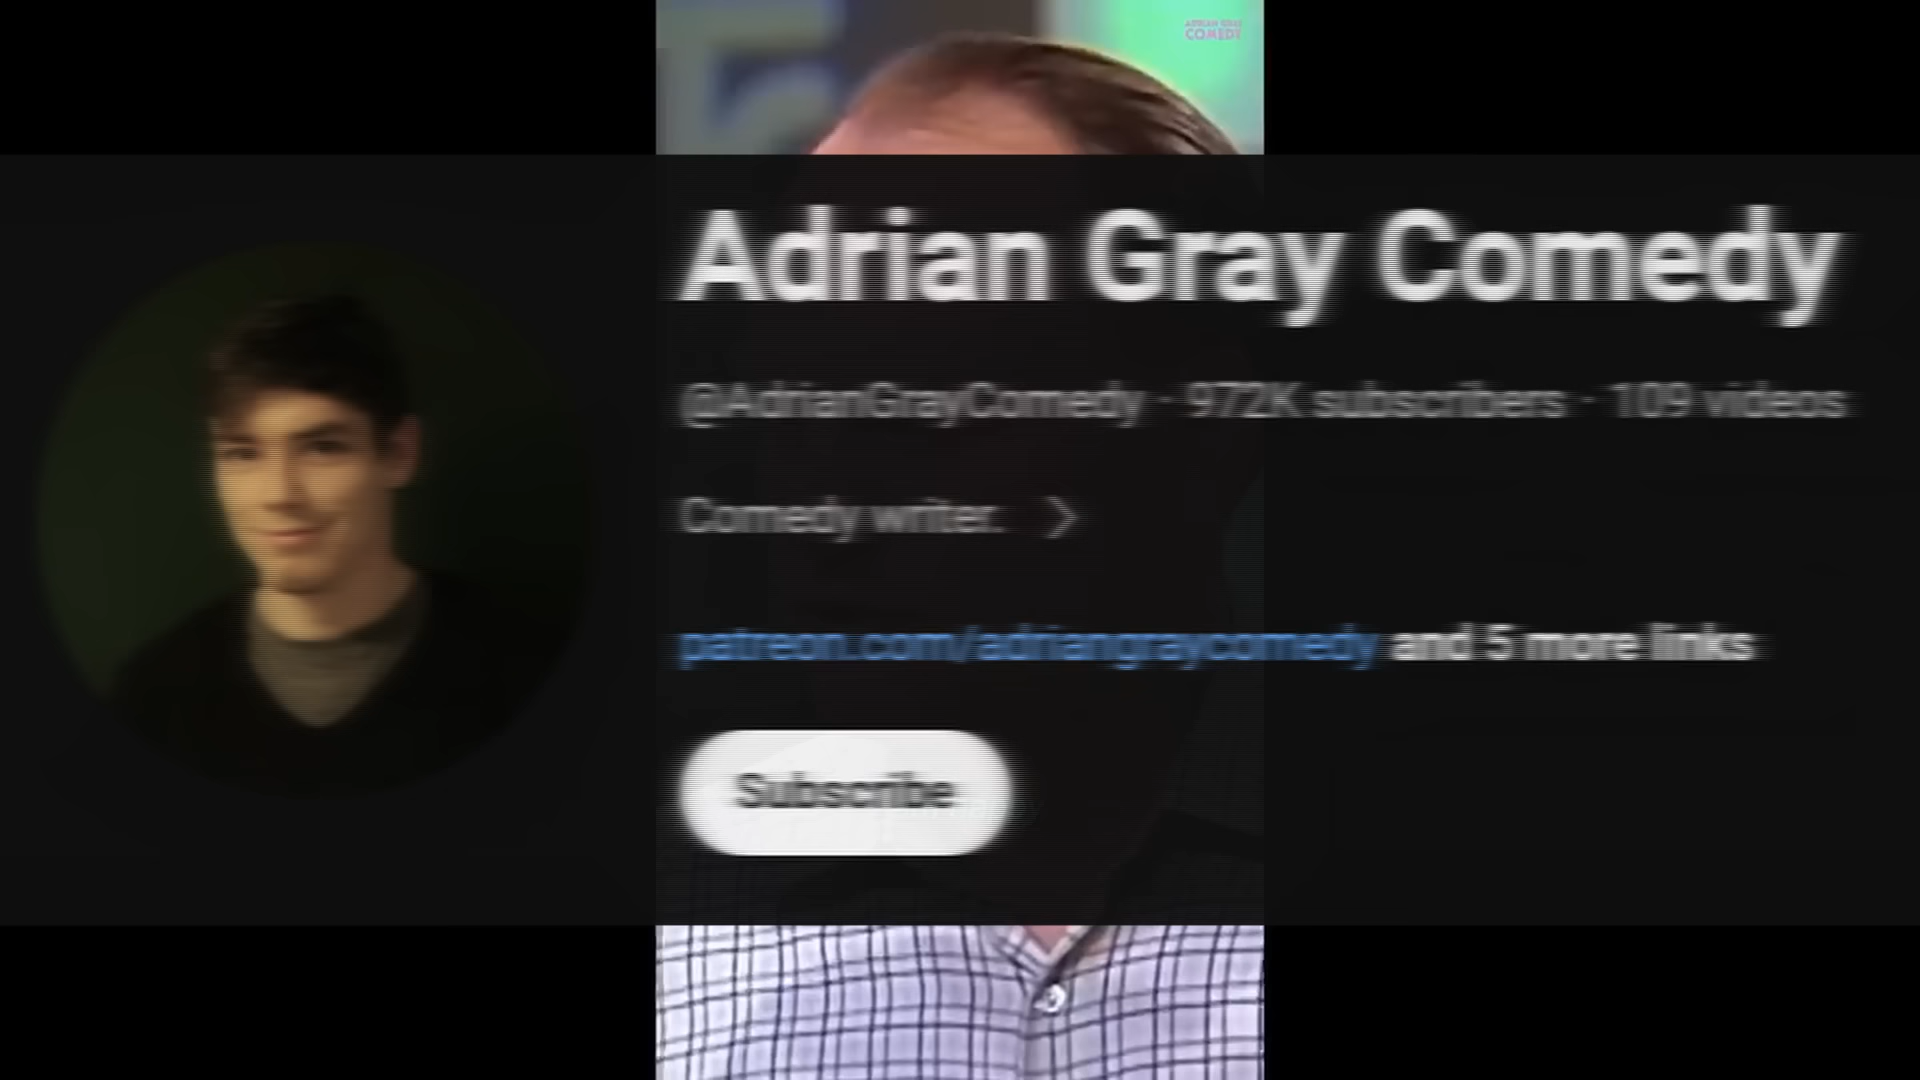 ADRIAN GRAY
COMEDY
Adrian Gray Comedy
@AdrianGrayComedy · 972K subscribers · 109 videos
Comedy writer.
patreon.com/adriangraycomedy and 5 more links
Subscribe